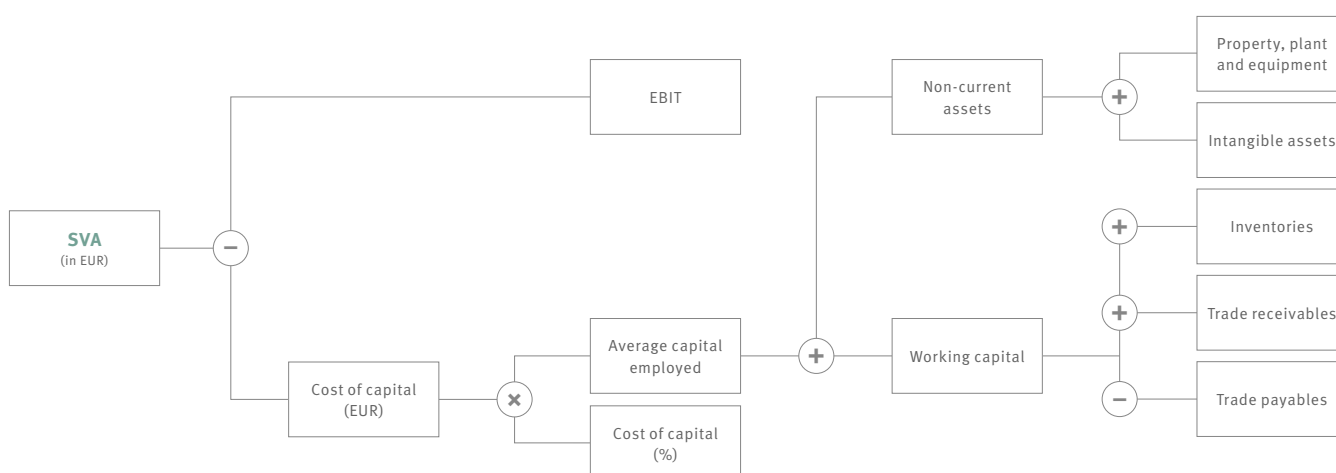 Property, plant
and equipment
EBIT
Non-current
assets
+
Intangible assets
+
Inventories
SVA
(in EUR)
−
+
Trade receivables
Average capital
employed
+
Working capital
Cost of capital
(EUR)
×
−
Trade payables
Cost of capital
(%)